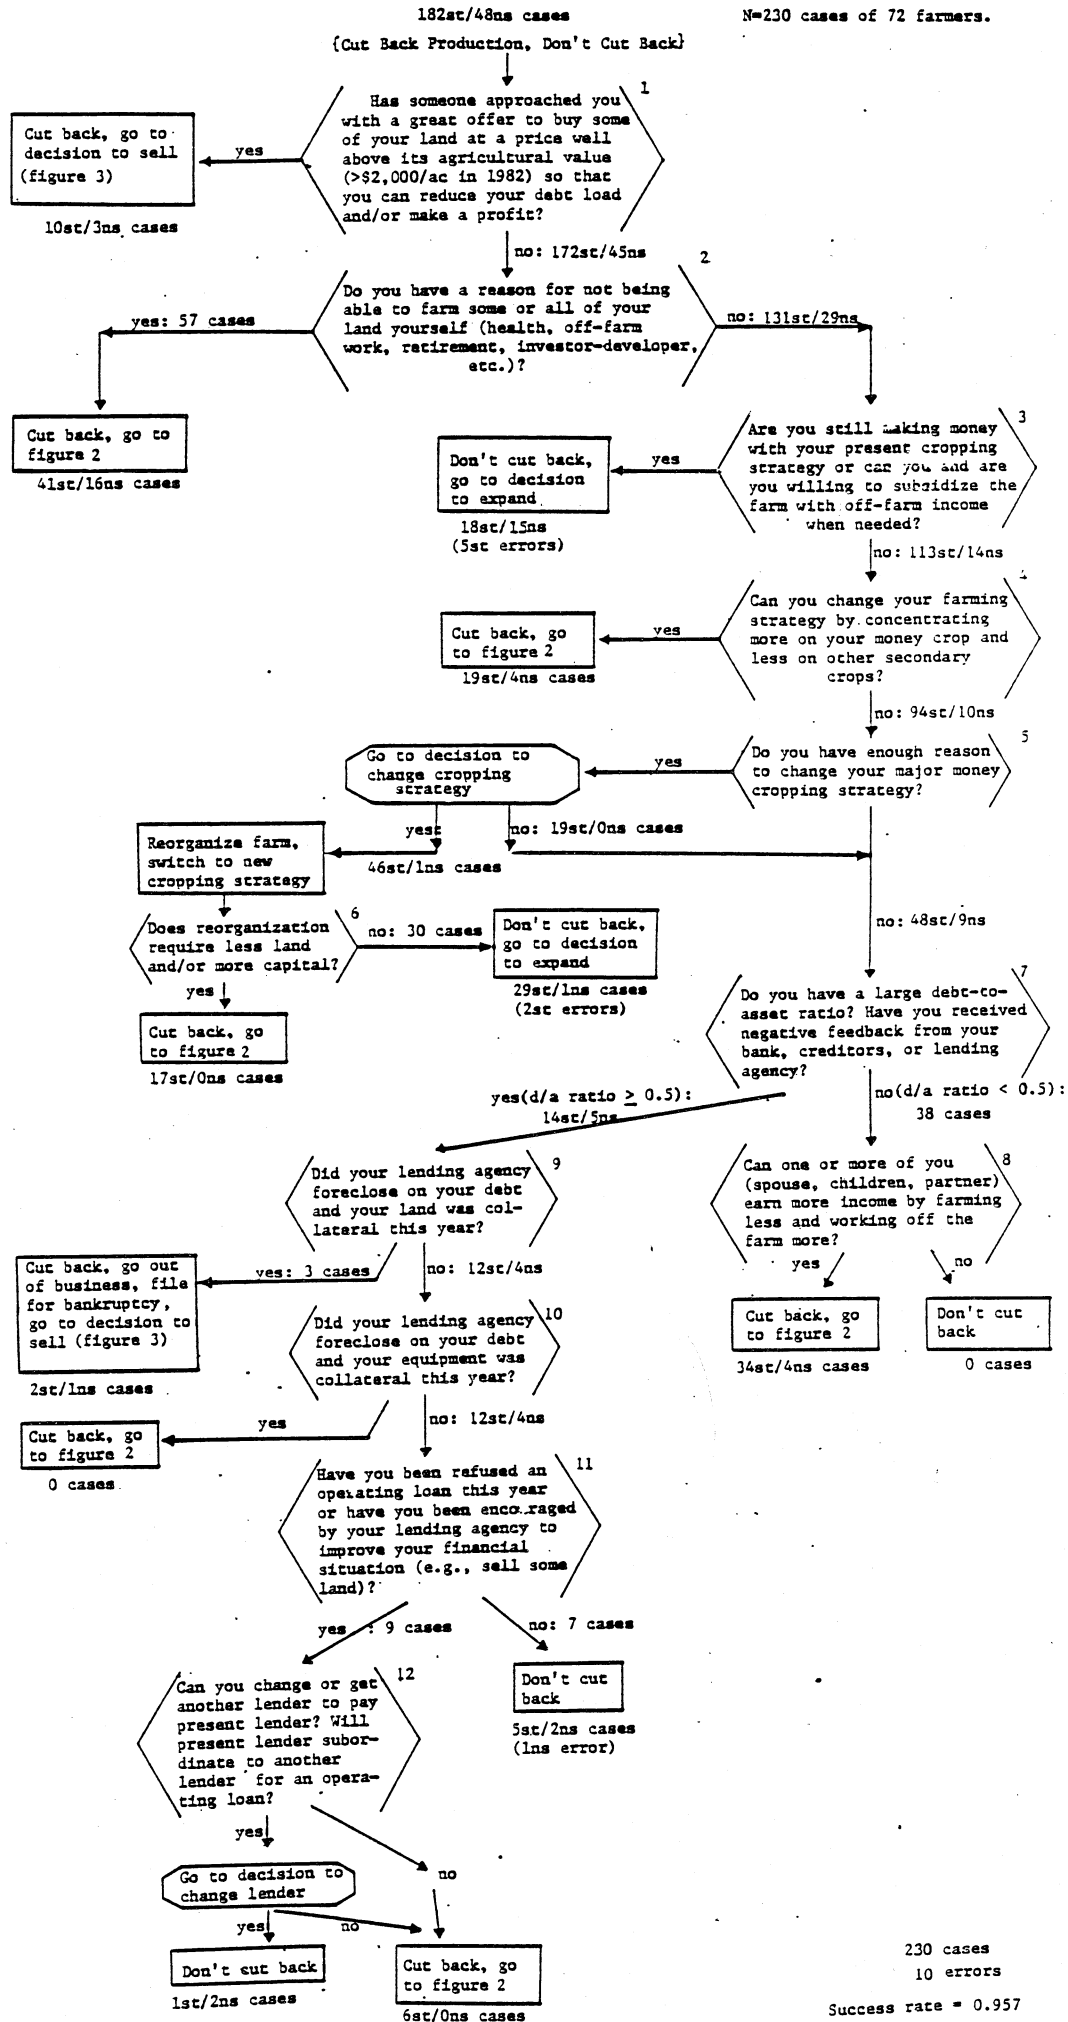 182st/48ns cases
N=230 cases of 72 farmers.
{Cut Back Production, Don't Cut Back}
1
Has someone approached you
with a great offer to buy some
of your land at a price well
above its agricultural value
(>$2,000/ac in 1982) so that
you can reduce your debt load
and/or make a profit?
yes
Cut back, go to
decision to sell
(figure 3)
10st/3ns cases
no: 172st/45ns
2
Do you have a reason for not being
able to farm some or all of your
land yourself (health, off-farm
work, retirement, investor-developer,
etc.)?
yes: 57 cases
no: 131st/29ns
Cut back, go to
figure 2
41st/16ns cases
3
Are you still making money
with your present cropping
strategy or can you and are
you willing to subsidize the
farm with off-farm income
when needed?
yes
Don't cut back,
go to decision
to expand
18st/15ns
(5st errors)
no: 113st/14ns
4
Can you change your farming
strategy by concentrating
more on your money crop and
less on other secondary
crops?
yes
Cut back, go
to figure 2
19st/4ns cases
no: 94st/10ns
5
Do you have enough reason
to change your major money
cropping strategy?
yes
Go to decision to
change cropping
strategy
yes:
no: 19st/0ns cases
46st/1ns cases
Reorganize farm,
switch to new
cropping strategy
6
Does reorganization
require less land
and/or more capital?
no: 30 cases
Don't cut back,
go to decision
to expand
29st/1ns cases
(2st errors)
yes
Cut back, go
to figure 2
17st/0ns cases
no: 48st/9ns
7
Do you have a large debt-to-
asset ratio? Have you received
negative feedback from your
bank, creditors, or lending
agency?
yes(d/a ratio ≥ 0.5):
14st/5ns
no(d/a ratio < 0.5):
38 cases
8
Can one or more of you
(spouse, children, partner)
earn more income by farming
less and working off the
farm more?
yes
no
Cut back, go
to figure 2
34st/4ns cases
Don't cut
back
0 cases
9
Did your lending agency
foreclose on your debt
and your land was col-
lateral this year?
yes: 3 cases
Cut back, go out
of business, file
for bankruptcy,
go to decision to
sell (figure 3)
2st/1ns cases
no: 12st/4ns
10
Did your lending agency
foreclose on your debt
and your equipment was
collateral this year?
yes
Cut back, go
to figure 2
0 cases
no: 12st/4ns
11
Have you been refused an
operating loan this year
or have you been encouraged
by your lending agency to
improve your financial
situation (e.g., sell some
land)?
yes : 9 cases
no: 7 cases
Don't cut
back
5st/2ns cases
(1ns error)
12
Can you change or get
another lender to pay
present lender? Will
present lender subor-
dinate to another
lender for an opera-
ting loan?
yes
no
Go to decision to
change lender
yes
no
Don't cut back
1st/2ns cases
Cut back, go
to figure 2
6st/0ns cases
230 cases
10 errors
Success rate = 0.957